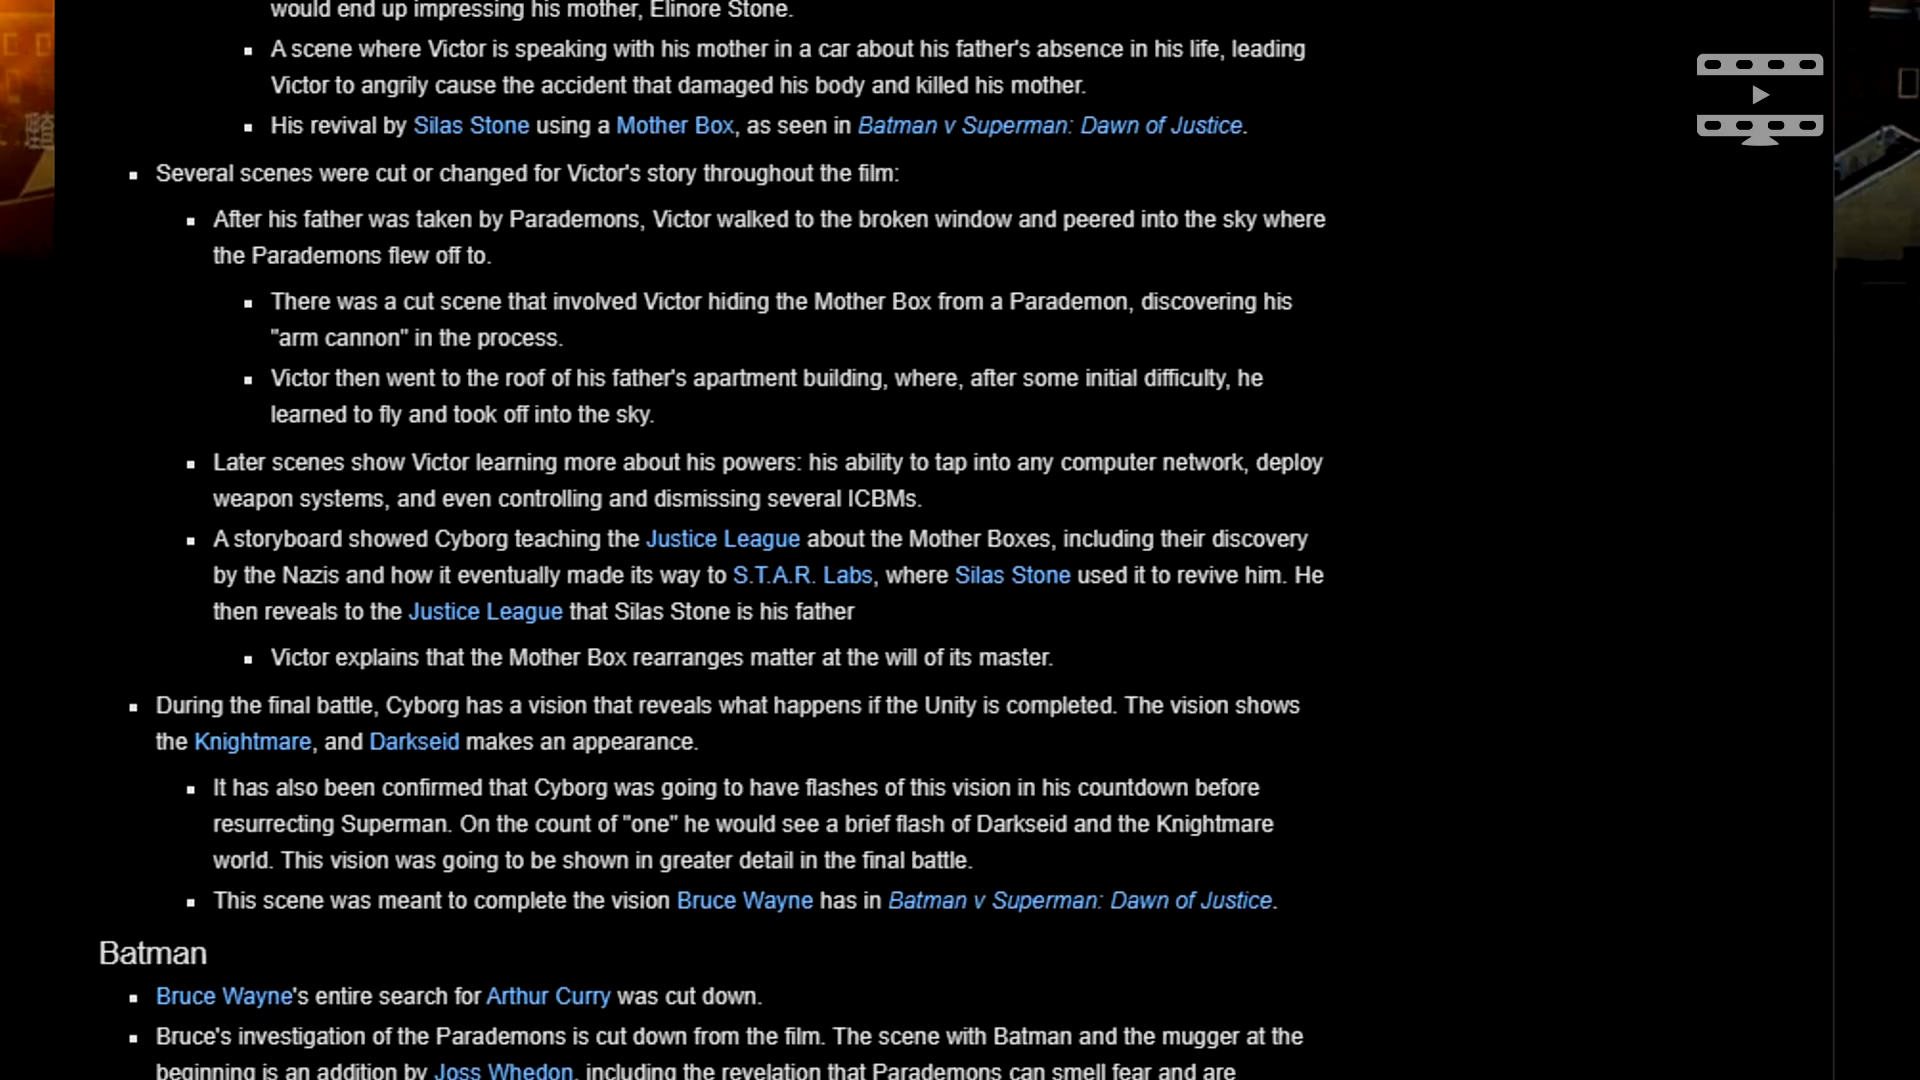 would end up impressing his mother, Elinore Stone.
▪ A scene where Victor is speaking with his mother in a car about his father's absence in his life, leading
Victor to angrily cause the accident that damaged his body and killed his mother.
▪ His revival by Silas Stone using a Mother Box, as seen in Batman v Superman: Dawn of Justice.
▪ Several scenes were cut or changed for Victor's story throughout the film:
▪ After his father was taken by Parademons, Victor walked to the broken window and peered into the sky where
the Parademons flew off to.
▪ There was a cut scene that involved Victor hiding the Mother Box from a Parademon, discovering his
"arm cannon" in the process.
▪ Victor then went to the roof of his father's apartment building, where, after some initial difficulty, he
learned to fly and took off into the sky.
▪ Later scenes show Victor learning more about his powers: his ability to tap into any computer network, deploy
weapon systems, and even controlling and dismissing several ICBMs.
▪ A storyboard showed Cyborg teaching the Justice League about the Mother Boxes, including their discovery
by the Nazis and how it eventually made its way to S.T.A.R. Labs, where Silas Stone used it to revive him. He
then reveals to the Justice League that Silas Stone is his father
▪ Victor explains that the Mother Box rearranges matter at the will of its master.
▪ During the final battle, Cyborg has a vision that reveals what happens if the Unity is completed. The vision shows
the Knightmare, and Darkseid makes an appearance.
▪ It has also been confirmed that Cyborg was going to have flashes of this vision in his countdown before
resurrecting Superman. On the count of "one" he would see a brief flash of Darkseid and the Knightmare
world. This vision was going to be shown in greater detail in the final battle.
▪ This scene was meant to complete the vision Bruce Wayne has in Batman v Superman: Dawn of Justice.
Batman
▪ Bruce Wayne's entire search for Arthur Curry was cut down.
▪ Bruce's investigation of the Parademons is cut down from the film. The scene with Batman and the mugger at the
beginning is an addition by Joss Whedon, including the revelation that Parademons can smell fear and are